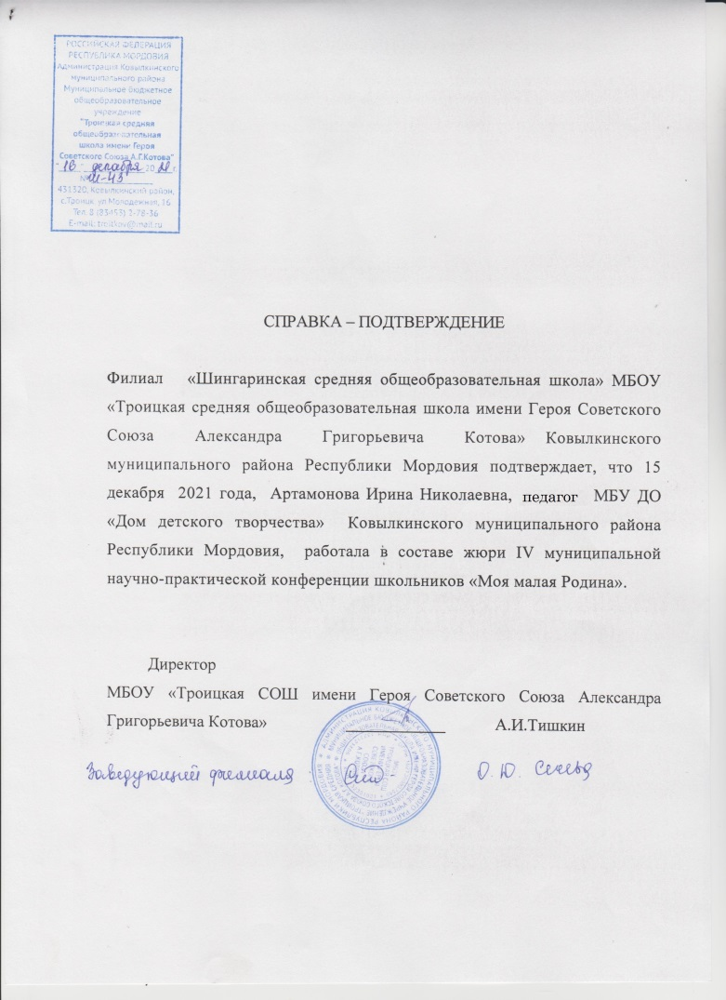 РОССИЙСКАЯ ФЕДЕРАЦИЯ
РЕСПУБЛИКА МОРДОВИЯ
Администрация Ковылкинского
муниципального района
Муниципальное бюджетное
общеобразовательное
учреждение
"Троицкая средняя
общеобразовательная
школа имени Героя
Советского Союза А.Г.Котова"
"16" декабря 2021 г.
№ Ш-43
431320, Ковылкинский район,
с.Троицк, ул.Молодежная, 16
Тел. 8 (83453) 2-78-36
E-mail: troitkov@mail.ru
СПРАВКА – ПОДТВЕРЖДЕНИЕ
Филиал «Шингаринская средняя общеобразовательная школа» МБОУ
«Троицкая средняя общеобразовательная школа имени Героя Советского
Союза Александра Григорьевича Котова» Ковылкинского
муниципального района Республики Мордовия подтверждает, что 15
декабря 2021 года, Артамонова Ирина Николаевна, педагог МБУ ДО
«Дом детского творчества» Ковылкинского муниципального района
Республики Мордовия, работала в составе жюри IV муниципальной
научно-практической конференции школьников «Моя малая Родина».
Директор
МБОУ «Троицкая СОШ имени Героя Советского Союза Александра
Григорьевича Котова» А.И.Тишкин
Заведующий филиала О.Ю.